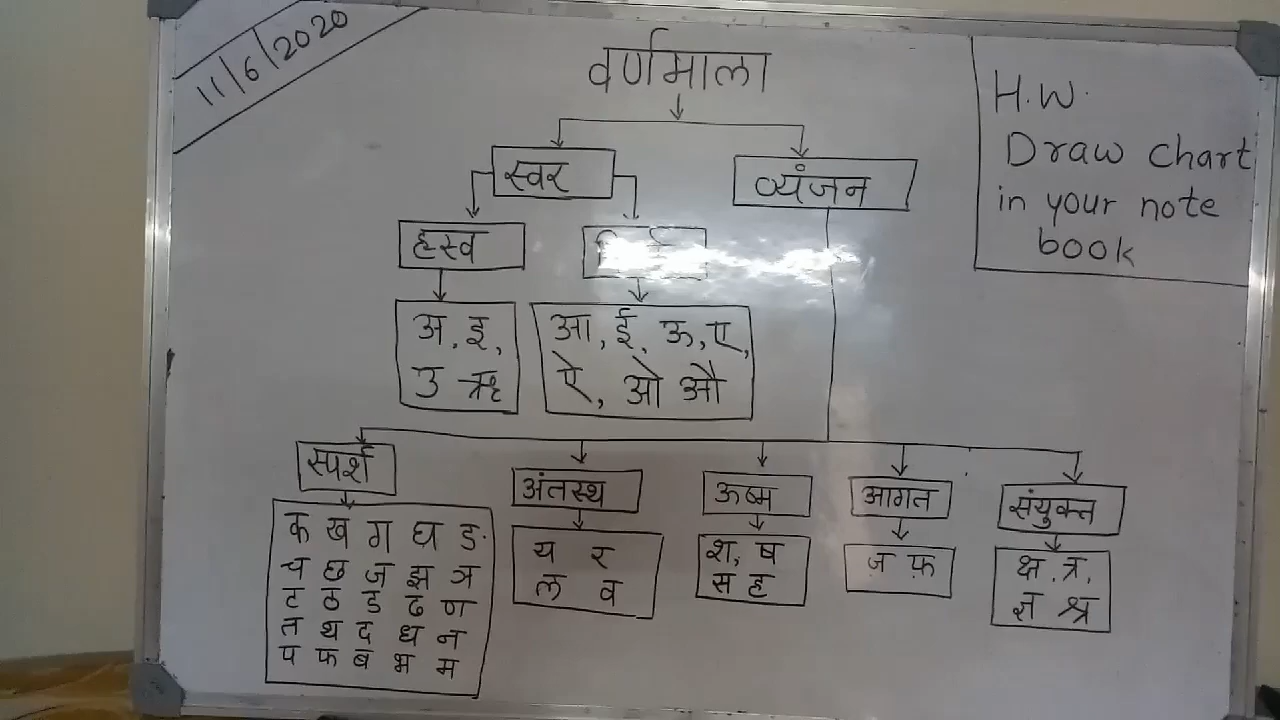 11/6/2020
वर्णमाला
H.W.
Draw chart
in your note
book
स्वर
व्यंजन
ह्स्व
आ, ई, ऊ, ए,
ऐ, ओ औ
अ, इ,
उ ऋ
स्पर्श
क ख ग घ ङ
च छ ज झ ञ
ट ठ ड ढ ण
त थ द ध न
प फ ब भ म
अंतस्थ
य र
ल व
ऊष्म
श, ष
स ह
आगत
ज़ फ़
संयुक्त
क्ष, त्र,
ज्ञ श्र